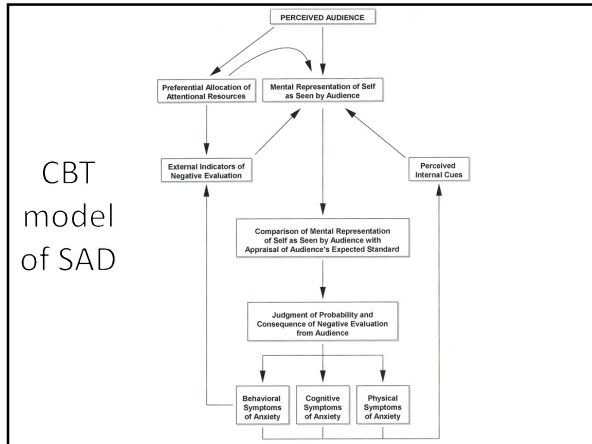 PERCEIVED AUDIENCE
Preferential Allocation of
Attentional Resources
Mental Representation of Self
as Seen by Audience
External Indicators of
Negative Evaluation
Perceived
Internal Cues
CBT
model
of SAD
Comparison of Mental Representation
of Self as Seen by Audience with
Appraisal of Audience's Expected Standard
Judgment of Probability and
Consequence of Negative Evaluation
from Audience
Behavioral
Symptoms
of Anxiety
Cognitive
Symptoms
of Anxiety
Physical
Symptoms
of Anxiety